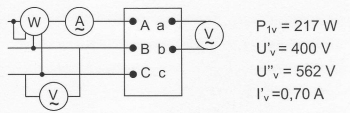 W A A a P₁ᵥ = 217 W
B b V U'ᵥ = 400 V
C c U"ᵥ = 562 V
V I'ᵥ =0,70 A